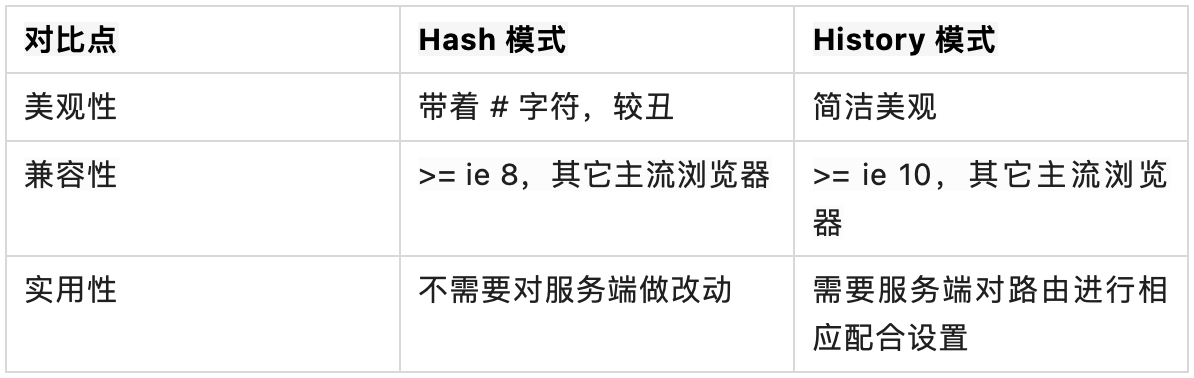 对比点 Hash 模式 History 模式
美观性 带着 # 字符，较丑 简洁美观
兼容性 >= ie 8，其它主流浏览器 >= ie 10，其它主流浏览
器
实用性 不需要对服务端做改动 需要服务端对路由进行相
应配合设置